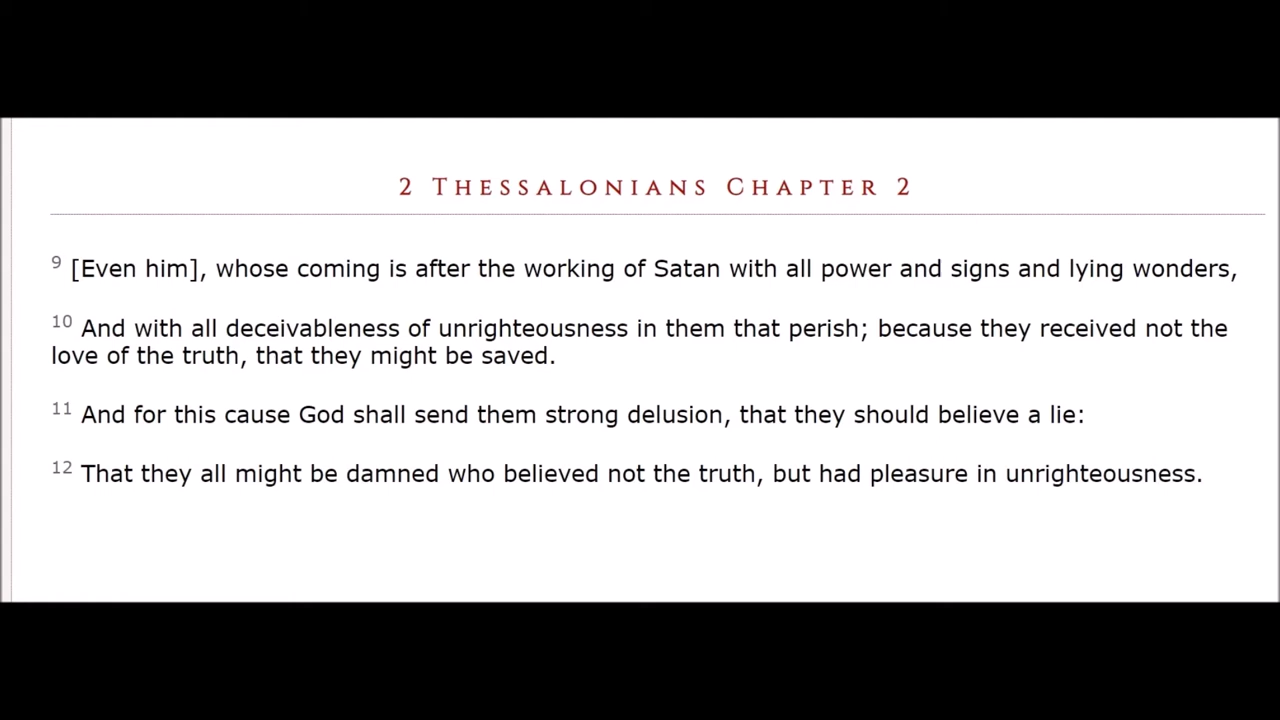 2 Thessalonians Chapter 2
9 [Even him], whose coming is after the working of Satan with all power and signs and lying wonders,
10 And with all deceivableness of unrighteousness in them that perish; because they received not the
love of the truth, that they might be saved.
11 And for this cause God shall send them strong delusion, that they should believe a lie:
12 That they all might be damned who believed not the truth, but had pleasure in unrighteousness.